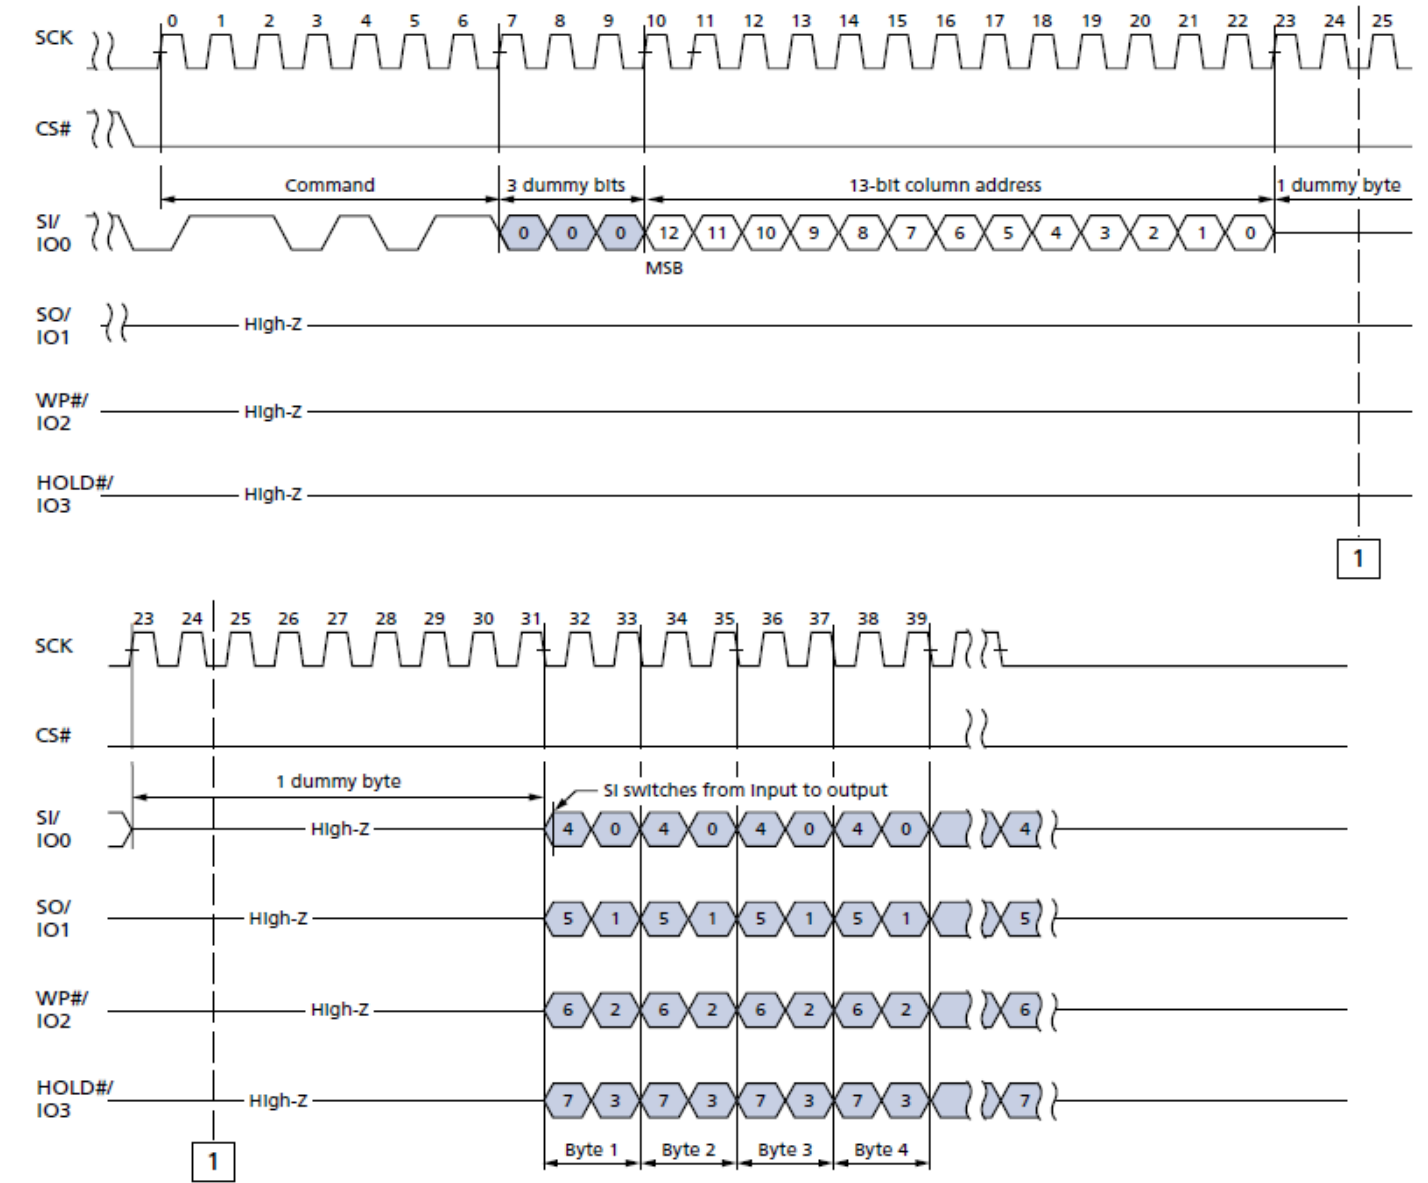 0 1 2 3 4 5 6 7 8 9 10 11 12 13 14 15 16 17 18 19 20 21 22 23 24 25
SCK
CS#
Command 3 dummy bits 13-bit column address 1 dummy byte
SI/
IO0
0 0 0 12 11 10 9 8 7 6 5 4 3 2 1 0
MSB
SO/
IO1
High-Z
WP#/
IO2
High-Z
HOLD#/
IO3
High-Z
1
23 24 25 26 27 28 29 30 31 32 33 34 35 36 37 38 39
SCK
CS#
1 dummy byte
SI switches from input to output
SI/
IO0
High-Z 4 0 4 0 4 0 4 0 4
SO/
IO1
High-Z 5 1 5 1 5 1 5 1 5
WP#/
IO2
High-Z 6 2 6 2 6 2 6 2 6
HOLD#/
IO3
High-Z 7 3 7 3 7 3 7 3 7
Byte 1 Byte 2 Byte 3 Byte 4
1